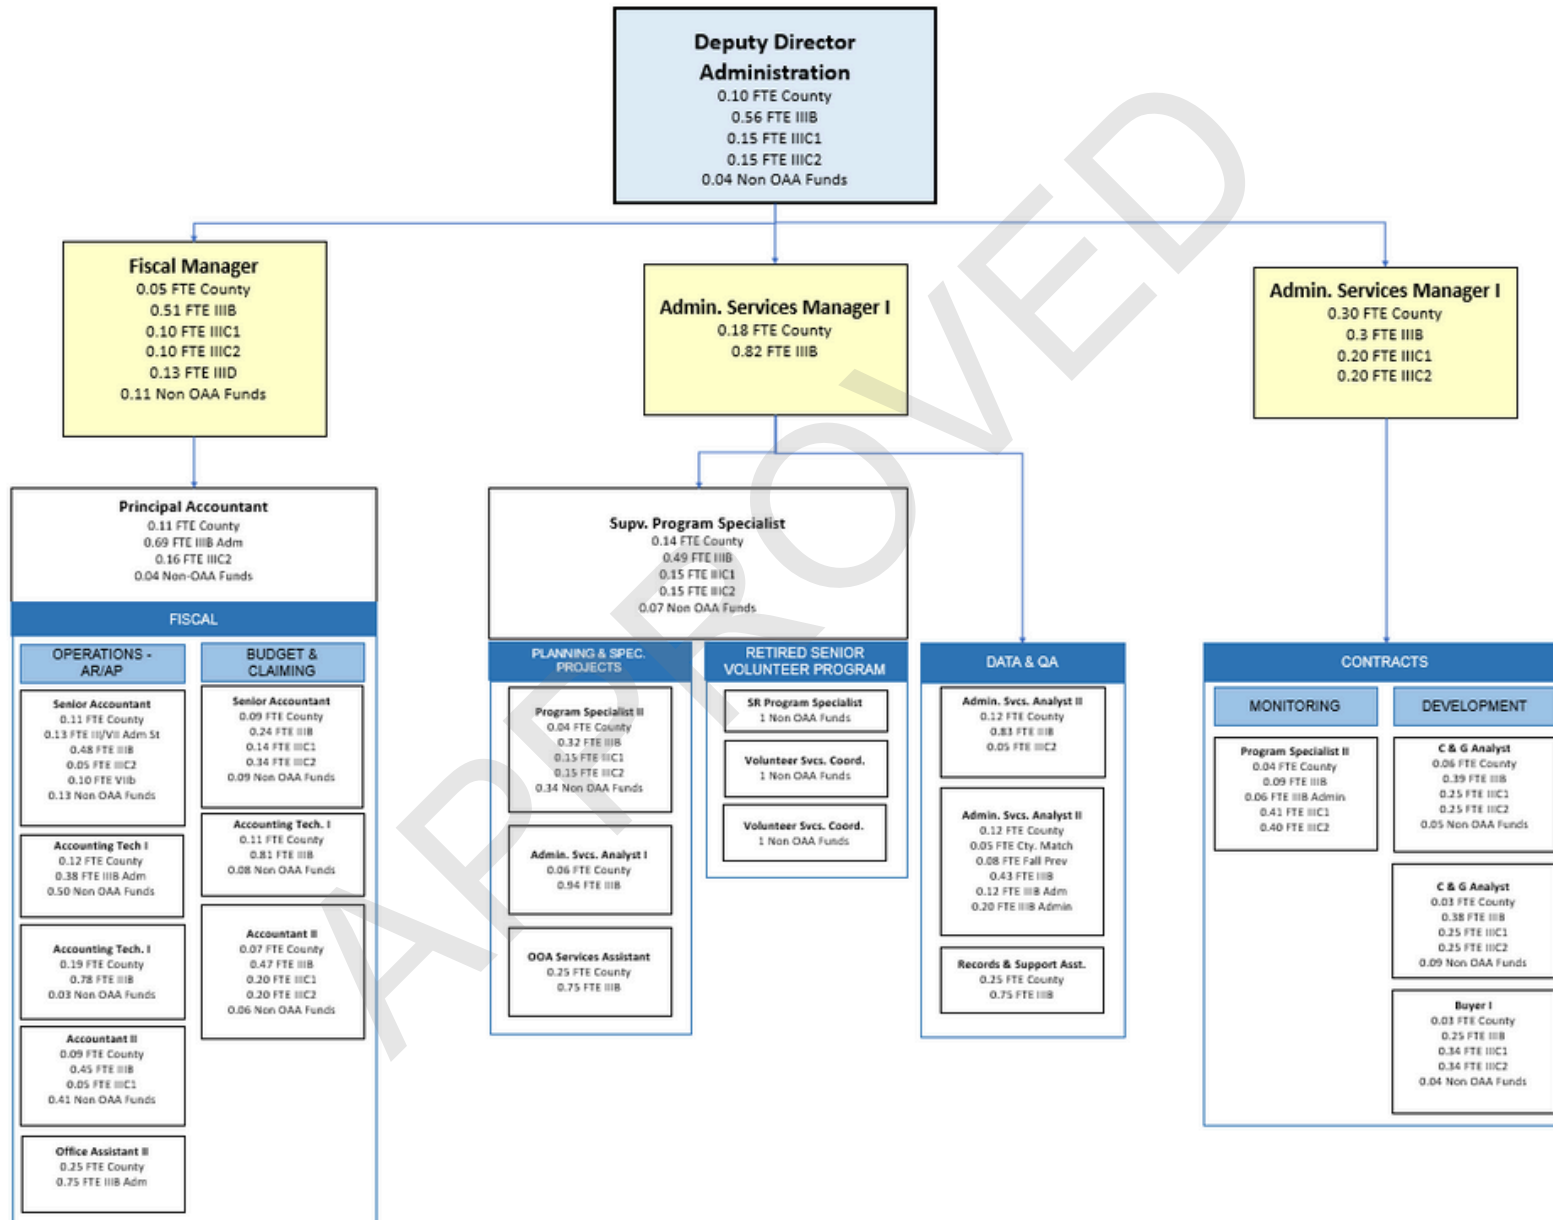 Deputy Director
Administration
0.10 FTE County
0.56 FTE IIIB
0.15 FTE IIIC1
0.15 FTE IIIC2
0.04 Non OAA Funds
Fiscal Manager
0.05 FTE County
0.51 FTE IIIB
0.10 FTE IIIC1
0.10 FTE IIIC2
0.13 FTE IIID
0.11 Non OAA Funds
Admin. Services Manager I
0.18 FTE County
0.82 FTE IIIB
Admin. Services Manager I
0.30 FTE County
0.3 FTE IIIB
0.20 FTE IIIC1
0.20 FTE IIIC2
Principal Accountant
0.11 FTE County
0.69 FTE IIIB Adm
0.16 FTE IIIC2
0.04 Non-OAA Funds
FISCAL
OPERATIONS -
AR/AP
Senior Accountant
0.11 FTE County
0.13 FTE III/VII Adm St
0.48 FTE IIIB
0.05 FTE IIIC2
0.10 FTE VIIb
0.13 Non OAA Funds
Accounting Tech I
0.12 FTE County
0.38 FTE IIIB Adm
0.50 Non OAA Funds
Accounting Tech. I
0.19 FTE County
0.78 FTE IIIB
0.03 Non OAA Funds
Accountant II
0.09 FTE County
0.45 FTE IIIB
0.05 FTE IIIC1
0.41 Non OAA Funds
Office Assistant II
0.25 FTE County
0.75 FTE IIIB Adm
BUDGET &
CLAIMING
Senior Accountant
0.09 FTE County
0.24 FTE IIIB
0.14 FTE IIIC1
0.34 FTE IIIC2
0.09 Non OAA Funds
Accounting Tech. I
0.11 FTE County
0.81 FTE IIIB
0.08 Non OAA Funds
Accountant II
0.07 FTE County
0.47 FTE IIIB
0.20 FTE IIIC1
0.20 FTE IIIC2
0.06 Non OAA Funds
Supv. Program Specialist
0.14 FTE County
0.49 FTE IIIB
0.15 FTE IIIC1
0.15 FTE IIIC2
0.07 Non OAA Funds
PLANNING & SPEC.
PROJECTS
Program Specialist II
0.04 FTE County
0.32 FTE IIIB
0.15 FTE IIIC1
0.15 FTE IIIC2
0.34 Non OAA Funds
Admin. Svcs. Analyst I
0.06 FTE County
0.94 FTE IIIB
OOA Services Assistant
0.25 FTE County
0.75 FTE IIIB
RETIRED SENIOR
VOLUNTEER PROGRAM
SR Program Specialist
1 Non OAA Funds
Volunteer Svcs. Coord.
1 Non OAA Funds
Volunteer Svcs. Coord.
1 Non OAA Funds
DATA & QA
Admin. Svcs. Analyst II
0.12 FTE County
0.83 FTE IIIB
0.05 FTE IIIC2
Admin. Svcs. Analyst II
0.12 FTE County
0.05 FTE Cty. Match
0.08 FTE Fall Prev
0.43 FTE IIIB
0.12 FTE IIIB Adm
0.20 FTE IIIB Admin
Records & Support Asst.
0.25 FTE County
0.75 FTE IIIB
CONTRACTS
MONITORING
Program Specialist II
0.04 FTE County
0.09 FTE IIIB
0.06 FTE IIIB Admin
0.41 FTE IIIC1
0.40 FTE IIIC2
DEVELOPMENT
C & G Analyst
0.06 FTE County
0.39 FTE IIIB
0.25 FTE IIIC1
0.25 FTE IIIC2
0.05 Non OAA Funds
C & G Analyst
0.03 FTE County
0.38 FTE IIIB
0.25 FTE IIIC1
0.25 FTE IIIC2
0.09 Non OAA Funds
Buyer I
0.03 FTE County
0.25 FTE IIIB
0.34 FTE IIIC1
0.34 FTE IIIC2
0.04 Non OAA Funds
APPROVED